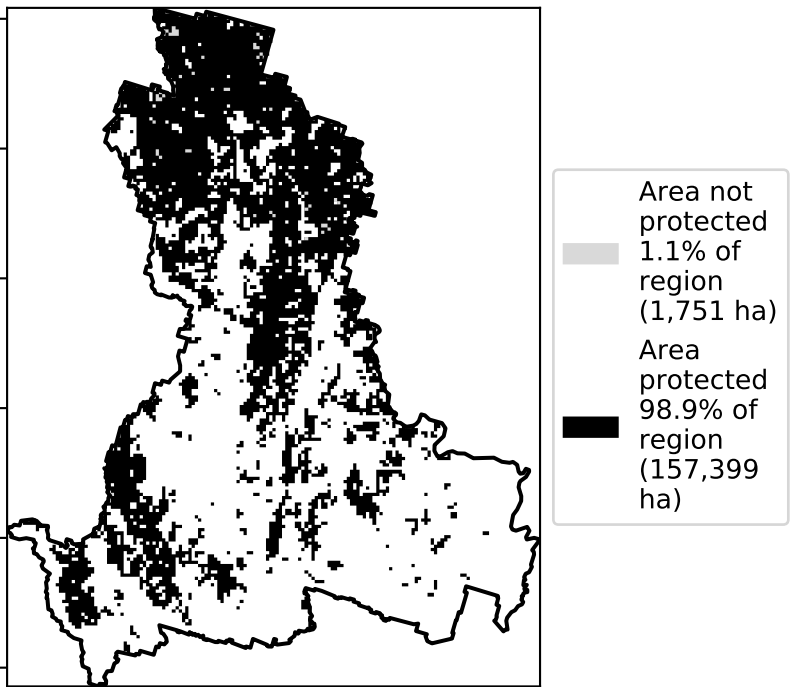 Area not
protected
1.1% of
region
(1,751 ha)
Area
protected
98.9% of
region
(157,399
ha)